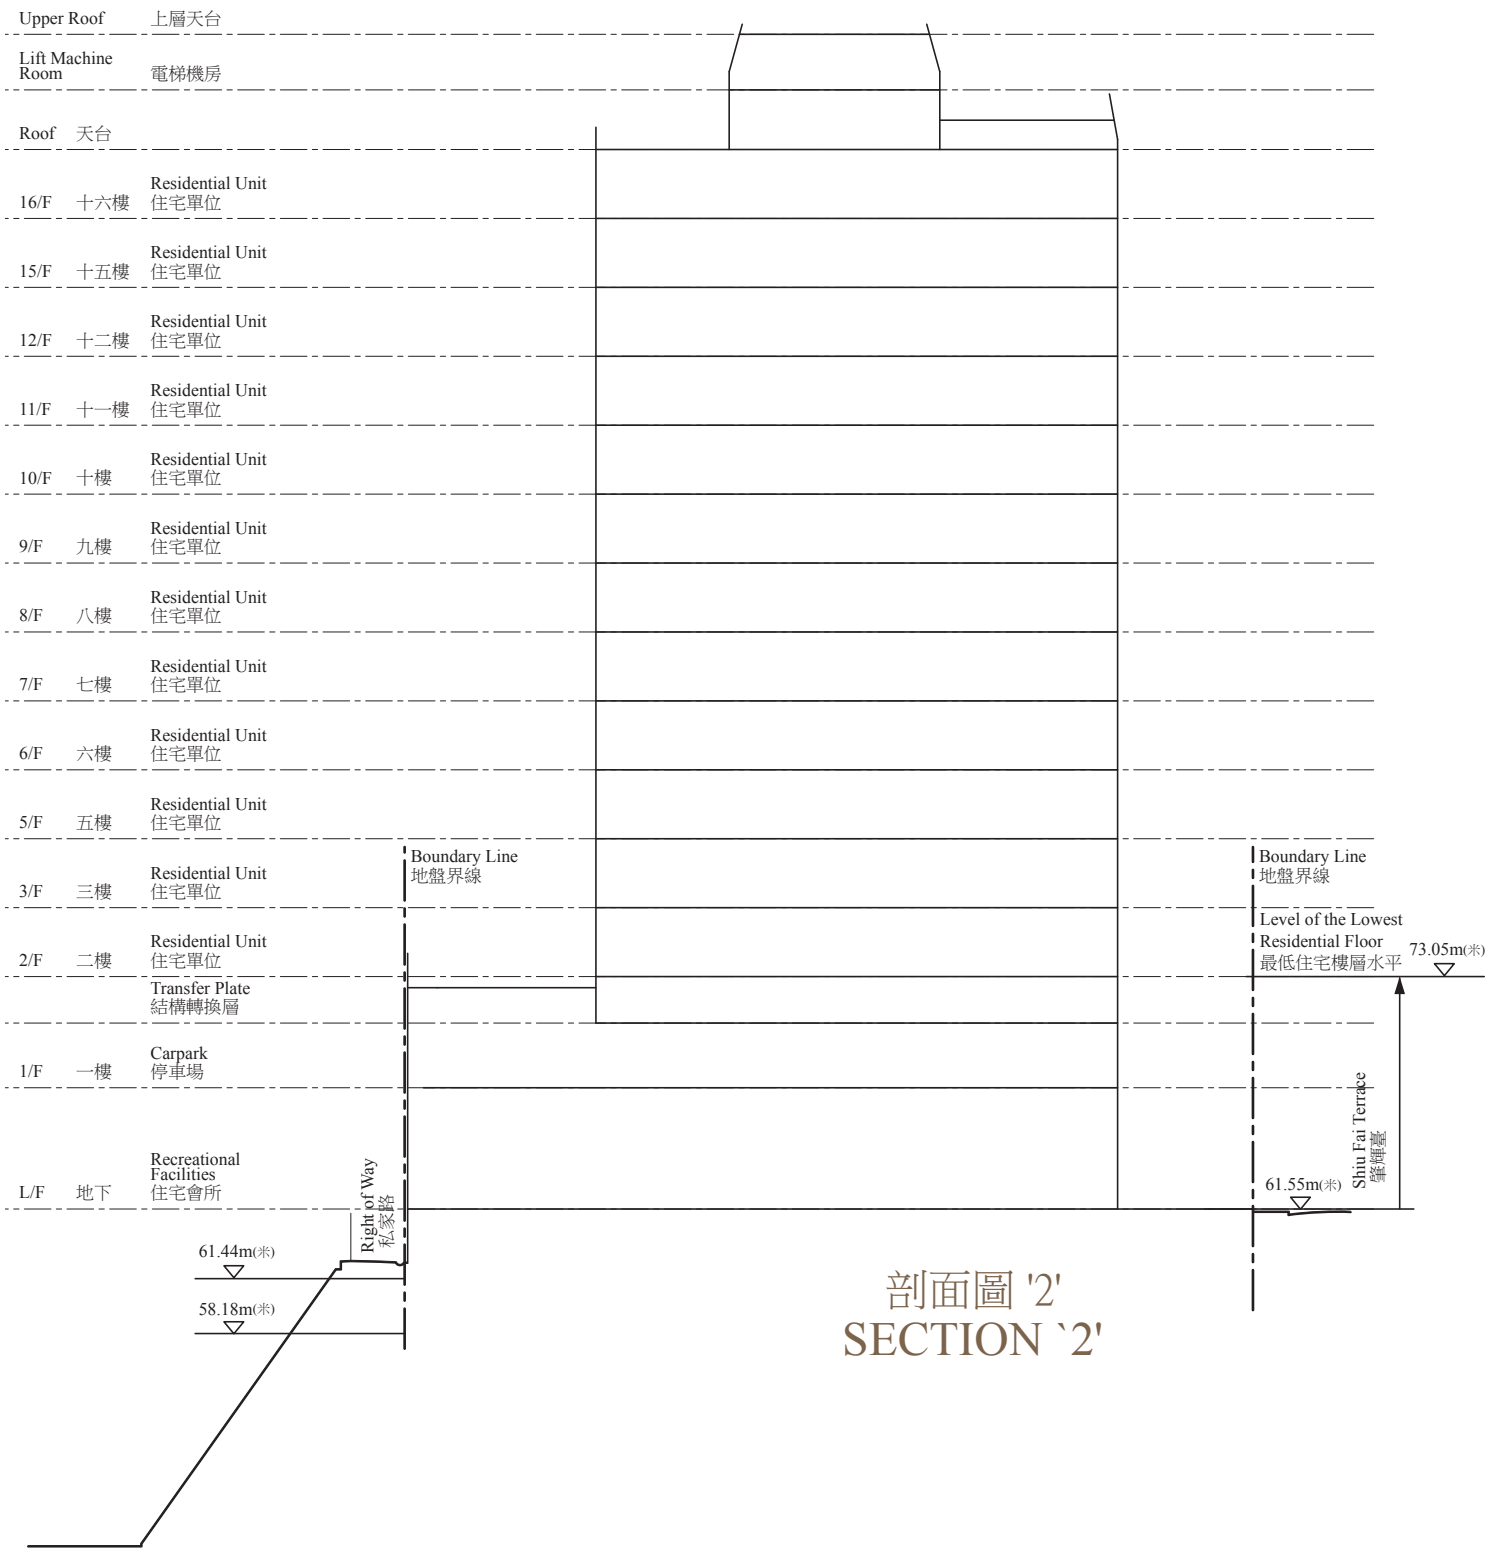 Upper Roof 上層天台
Lift Machine
Room 電梯機房
Roof 天台
Residential Unit
16/F 十六樓 住宅單位
Residential Unit
15/F 十五樓 住宅單位
Residential Unit
12/F 十二樓 住宅單位
Residential Unit
11/F 十一樓 住宅單位
Residential Unit
10/F 十樓 住宅單位
Residential Unit
9/F 九樓 住宅單位
Residential Unit
8/F 八樓 住宅單位
Residential Unit
7/F 七樓 住宅單位
Residential Unit
6/F 六樓 住宅單位
Residential Unit
5/F 五樓 住宅單位
Boundary Line
地盤界線
Boundary Line
地盤界線
Residential Unit
3/F 三樓 住宅單位
Level of the Lowest
Residential Floor
最低住宅樓層水平
73.05m(米)
Residential Unit
2/F 二樓 住宅單位
Transfer Plate
結構轉換層
Carpark
1/F 一樓 停車場
Shiu Fai Terrace
肇輝臺
Recreational
Facilities
L/F 地下 住宅會所
Right of Way
私家路
61.55m(米)
61.44m(米)
58.18m(米)
剖面圖 '2'
SECTION `2'